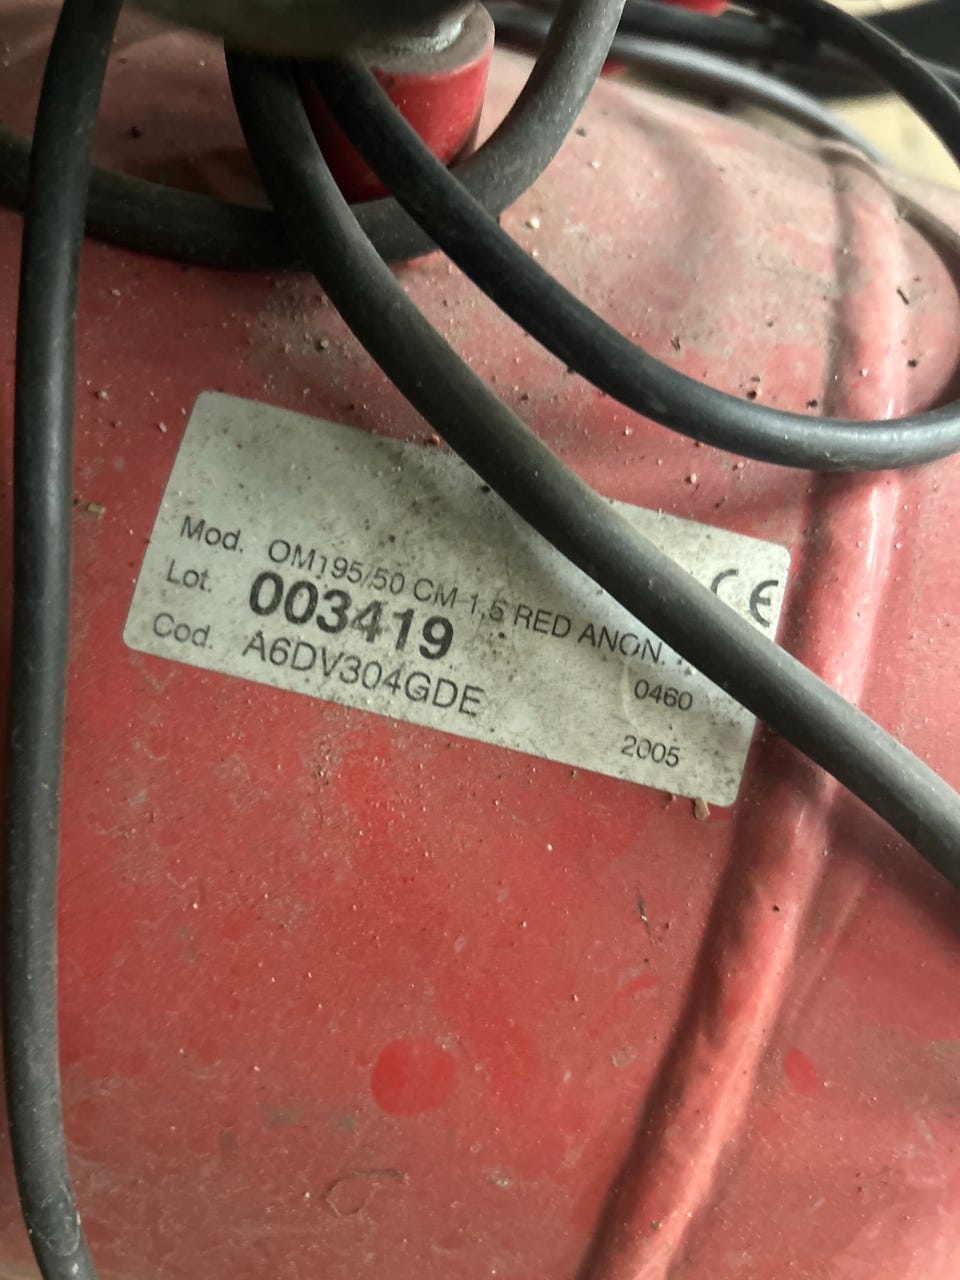 CE
Mod. OM195/50 CM 1,5 RED ANON.
Lot. 003419
0460
Cod. A6DV304GDE
2005